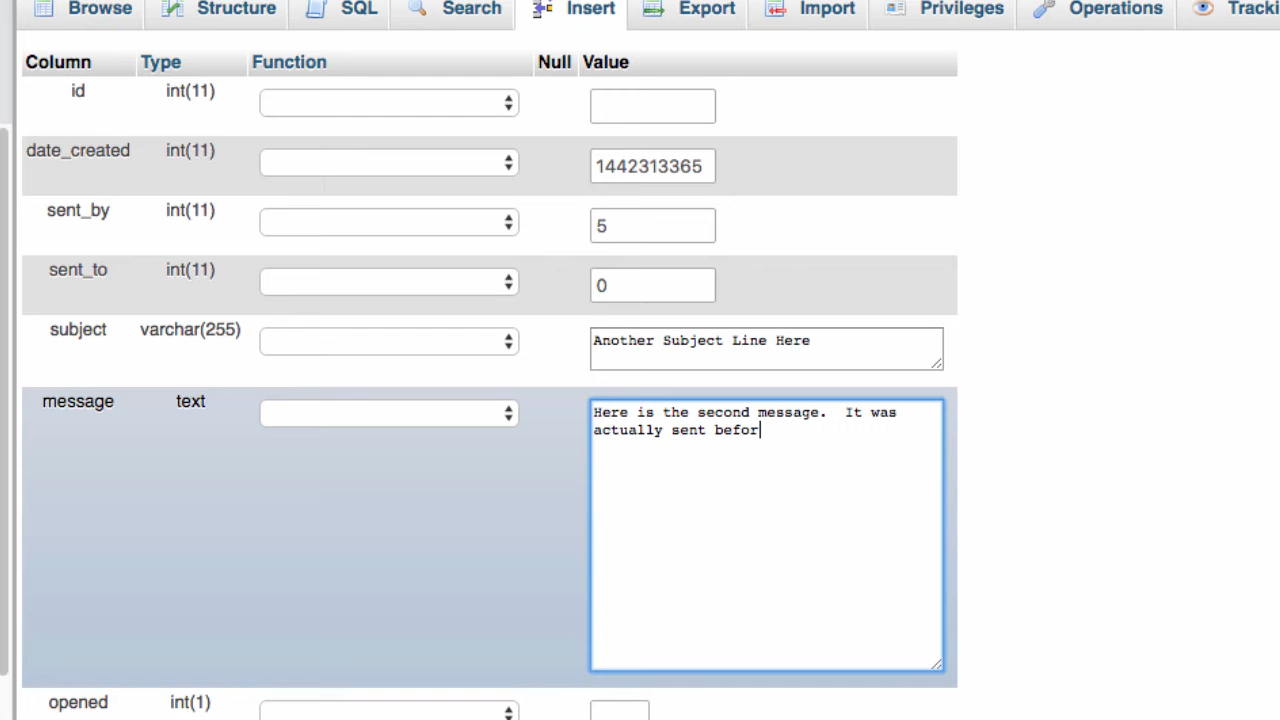 Browse Structure SQL Search Insert Export Import Privileges Operations
Column Type Function Null Value
id int(11)
date_created int(11) 1442313365
sent_by int(11) 5
sent_to int(11) 0
subject varchar(255) Another Subject Line Here
message text Here is the second message. It was
actually sent befor
opened int(1)